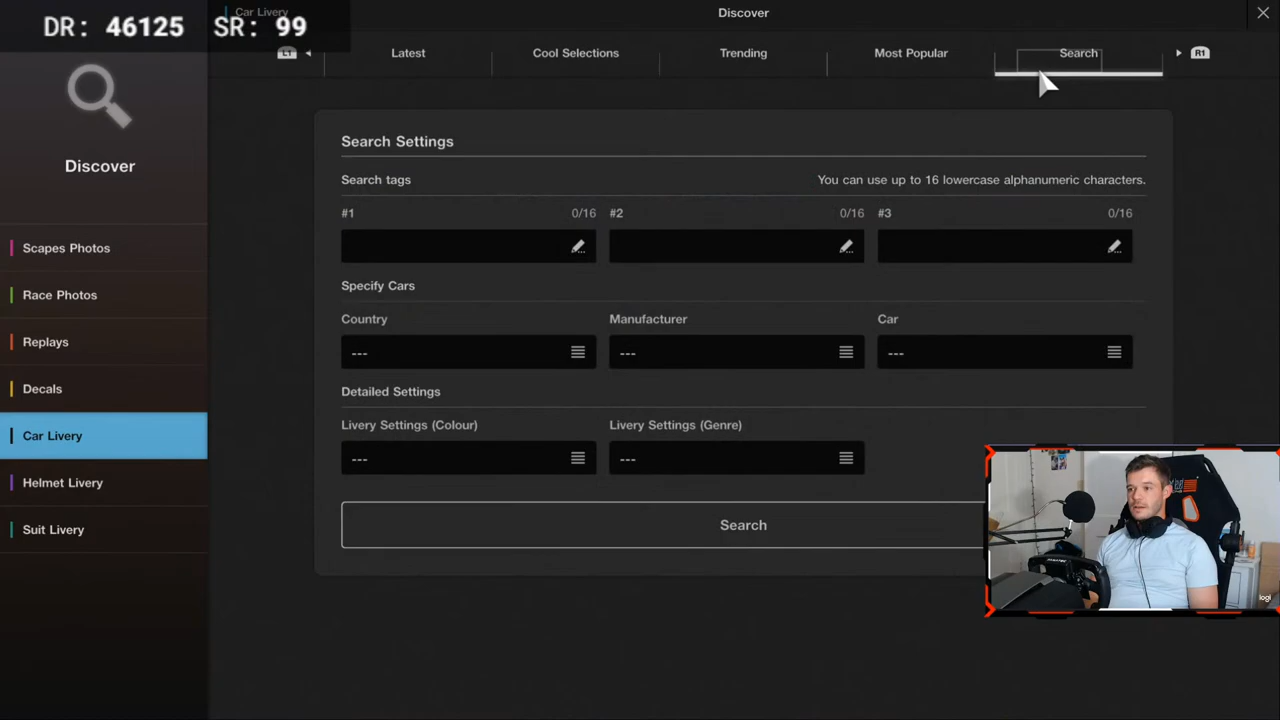 DR: 46125 SR: 99
Car Livery
Discover
L1
Latest
Cool Selections
Trending
Most Popular
Search
R1
Discover
Scapes Photos
Race Photos
Replays
Decals
Car Livery
Helmet Livery
Suit Livery
Search Settings
Search tags
You can use up to 16 lowercase alphanumeric characters.
#1 0/16
#2 0/16
#3 0/16
Specify Cars
Country
Manufacturer
Car
---
---
---
Detailed Settings
Livery Settings (Colour)
Livery Settings (Genre)
---
---
Search
logi